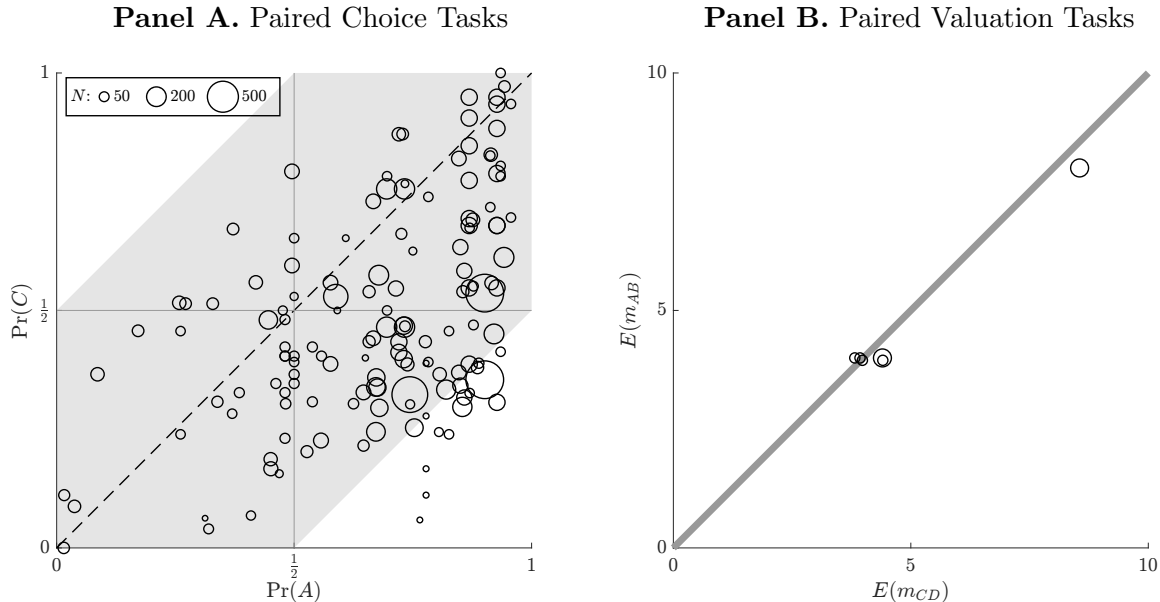 Panel A. Paired Choice Tasks
N: 50 200 500
1
1/2
0
Pr(C)
0 1/2 1
Pr(A)
Panel B. Paired Valuation Tasks
10
5
0
E(m_AB)
0 5 10
E(m_CD)